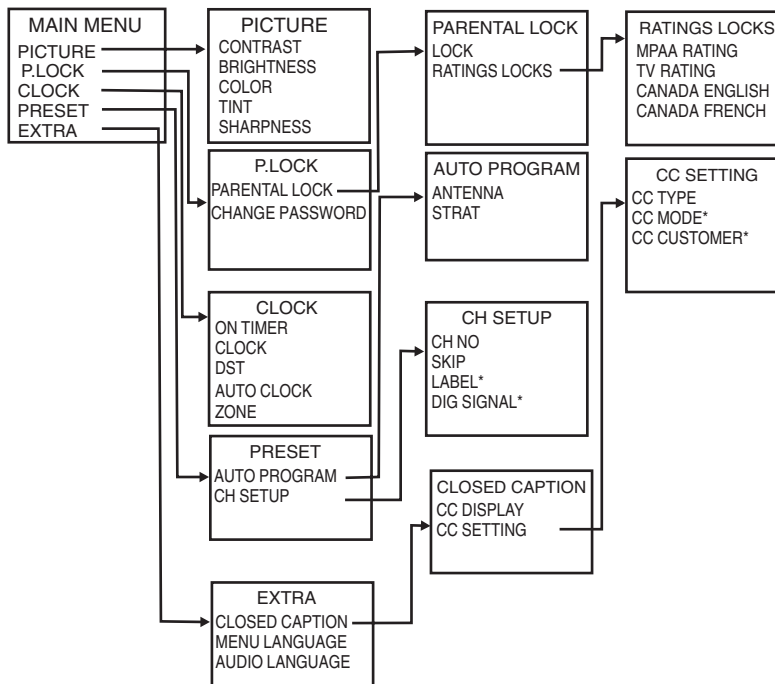 MAIN MENU
PICTURE
P.LOCK
CLOCK
PRESET
EXTRA
PICTURE
CONTRAST
BRIGHTNESS
COLOR
TINT
SHARPNESS
PARENTAL LOCK
LOCK
RATINGS LOCKS
RATINGS LOCKS
MPAA RATING
TV RATING
CANADA ENGLISH
CANADA FRENCH
P.LOCK
PARENTAL LOCK
CHANGE PASSWORD
AUTO PROGRAM
ANTENNA
STRAT
CC SETTING
CC TYPE
CC MODE*
CC CUSTOMER*
CLOCK
ON TIMER
CLOCK
DST
AUTO CLOCK
ZONE
CH SETUP
CH NO
SKIP
LABEL*
DIG SIGNAL*
PRESET
AUTO PROGRAM
CH SETUP
CLOSED CAPTION
CC DISPLAY
CC SETTING
EXTRA
CLOSED CAPTION
MENU LANGUAGE
AUDIO LANGUAGE